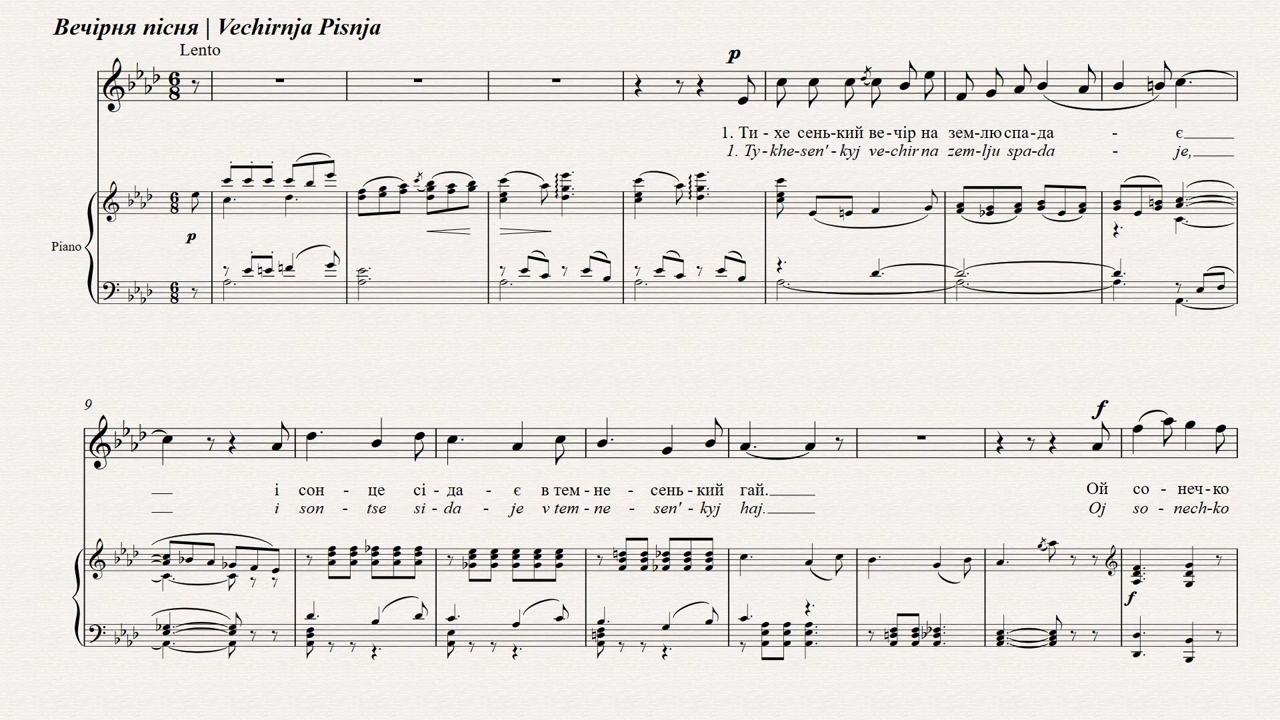 Вечірня пісня | Vechirnja Pisnja
Lento
p
1. Ти - хе сень-кий ве-чір на зем-лю спа-да - є
1. Ty-khe-sen'-kyj ve-chir na zem-lju spa-da - je,
Piano
p
9
f
і сон - це сі - да - є в тем - не - сень - кий гай. Ой со - неч-ко
i son - tse si - da - je v tem - ne - sen' - kyj haj. Oj so - nech-ko
f